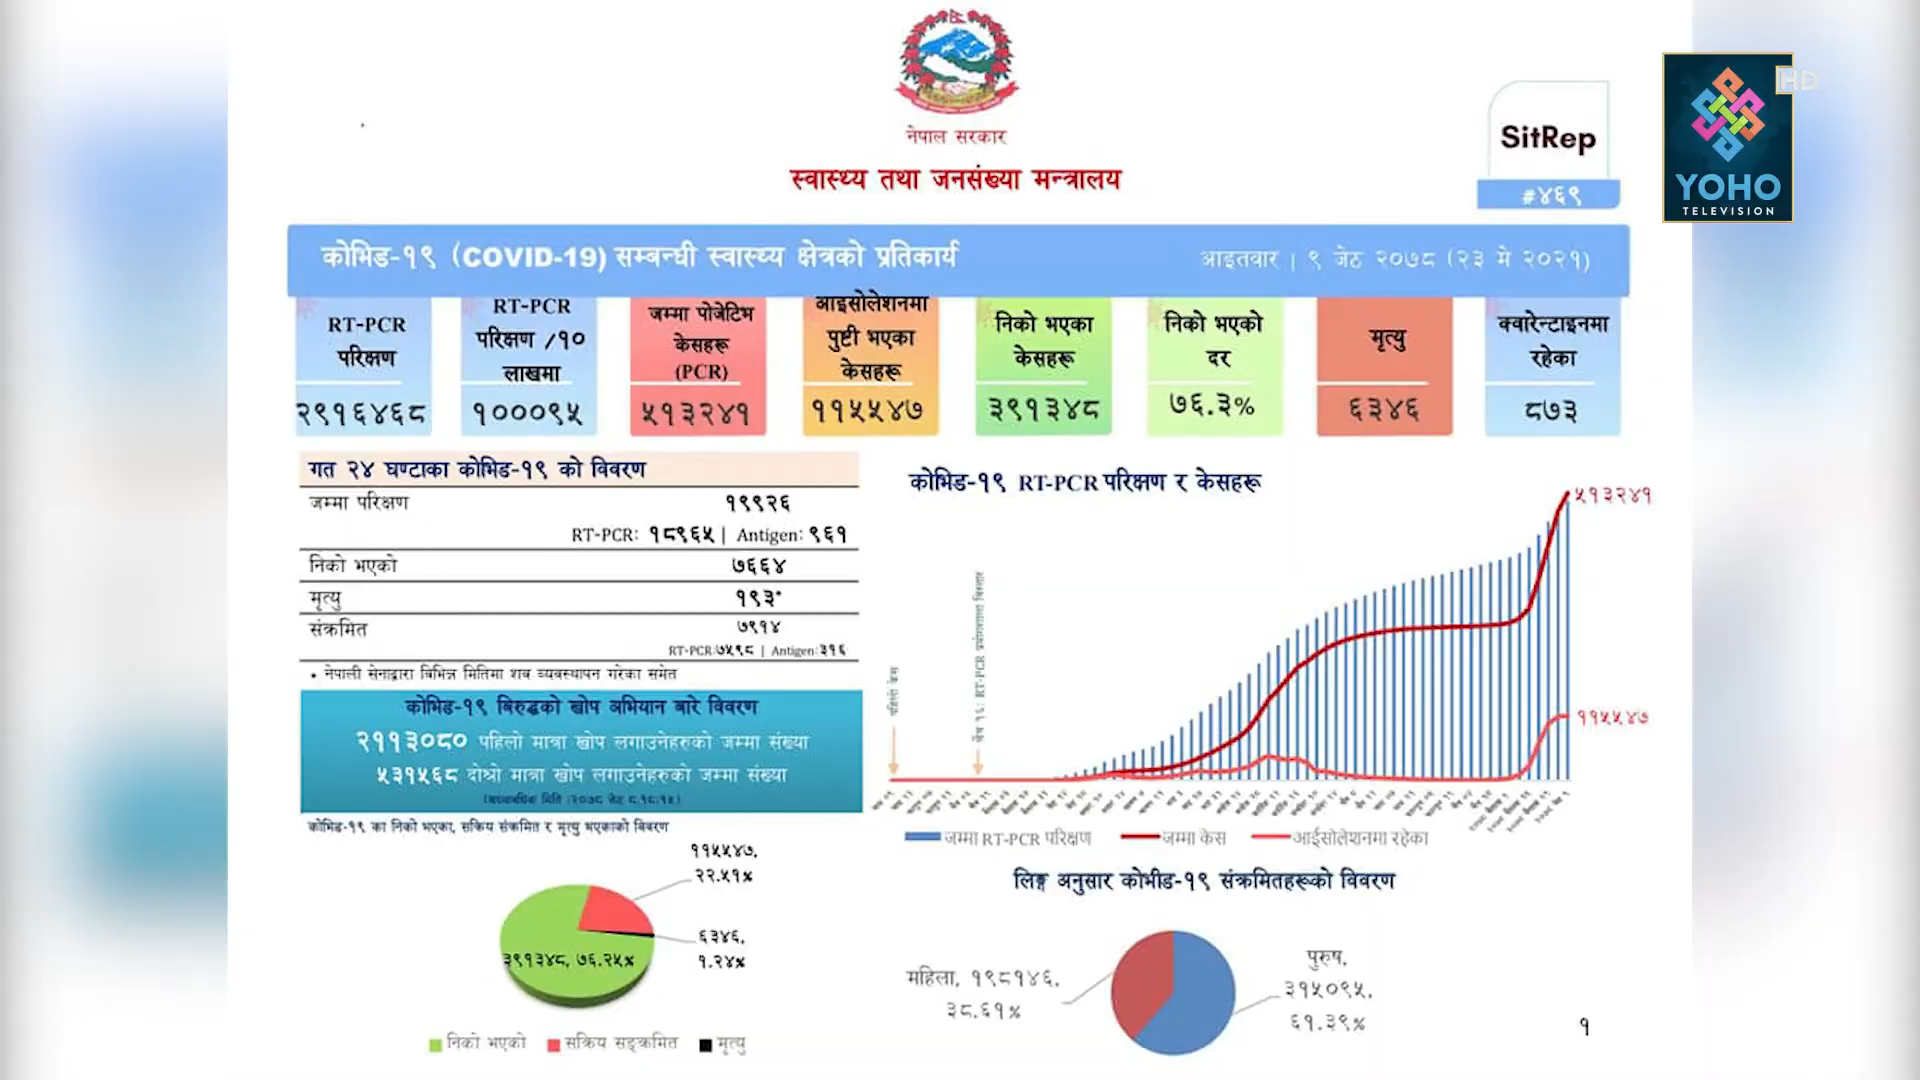 नेपाल सरकार
स्वास्थ्य तथा जनसंख्या मन्त्रालय
SitRep
#४६९
HD
YOHO
TELEVISION
कोभिड-१९ (COVID-19) सम्बन्धी स्वास्थ्य क्षेत्रको प्रतिकार्य
आइतवार | ९ जेठ २०७८ (२३ मे २०२१)
RT-PCR
परिक्षण
२९१६४६८
RT-PCR
परिक्षण /१०
लाखमा
१०००९५
जम्मा पोजेटिभ
केसहरू
(PCR)
५१३२४१
आइसोलेशनमा
पुष्टी भएका
केसहरू
११५५४७
निको भएका
केसहरू
३९१३४८
निको भएको
दर
७६.३%
मृत्यु
६३४६
क्वारेन्टाइनमा
रहेका
८७३
गत २४ घण्टाका कोभिड-१९ को विवरण
जम्मा परिक्षण १९९२६
RT-PCR: १८९६५ | Antigen: ९६१
निको भएको ७६६४
मृत्यु १९३*
संक्रमित ७९१४
RT-PCR:७५९८ | Antigen:३१६
• नेपाली सेनाद्वारा विभिन्न मितिमा शव व्यवस्थापन गरेका समेत
कोभिड-१९ बिरुद्धको खोप अभियान बारे विवरण
२११३०८० पहिलो मात्रा खोप लगाउनेहरुको जम्मा संख्या
५३१५६८ दोश्रो मात्रा खोप लगाउनेहरुको जम्मा संख्या
कोभिड-१९ का निको भएका, सक्रिय संक्रमित र मृत्यु भएकाको बिवरण
११५५४७,
२२.५१%
६३४६,
१.२४%
३९१३४८, ७६.२५%
निको भएको सक्रिय सङ्क्रमित मृत्यु
कोभिड-१९ RT-PCR परिक्षण र केसहरू
५१३२४१
११५५४७
पहिलो केस
जम्मा RT-PCR परिक्षण जम्मा केस आईसोलेशनमा रहेका
लिङ्ग अनुसार कोभीड-१९ संक्रमितहरूको विवरण
महिला, १९८१४६,
३८.६१%
पुरुष,
३१५०९५,
६१.३९%
१